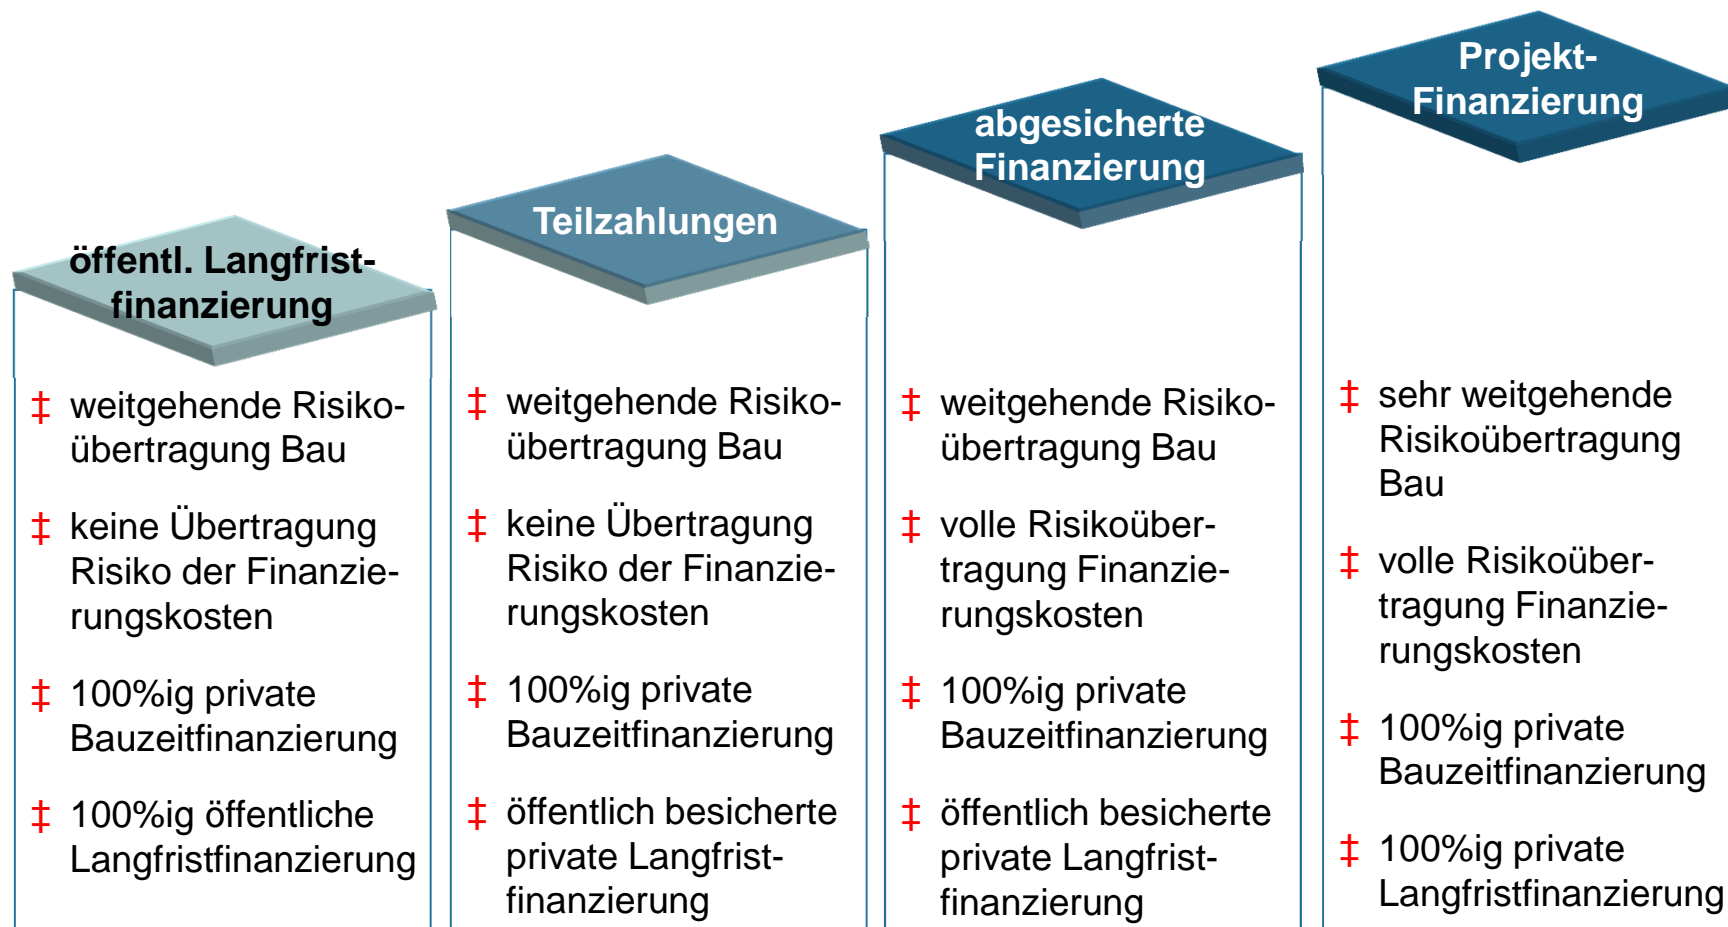 öffentl. Langfrist-
finanzierung
‡ weitgehende Risiko-
übertragung Bau
‡ keine Übertragung
Risiko der Finanzie-
rungskosten
‡ 100%ig private
Bauzeitfinanzierung
‡ 100%ig öffentliche
Langfristfinanzierung
Teilzahlungen
‡ weitgehende Risiko-
übertragung Bau
‡ keine Übertragung
Risiko der Finanzie-
rungskosten
‡ 100%ig private
Bauzeitfinanzierung
‡ öffentlich besicherte
private Langfrist-
finanzierung
abgesicherte
Finanzierung
‡ weitgehende Risiko-
übertragung Bau
‡ volle Risikoüber-
tragung Finanzie-
rungskosten
‡ 100%ig private
Bauzeitfinanzierung
‡ öffentlich besicherte
private Langfrist-
finanzierung
Projekt-
Finanzierung
‡ sehr weitgehende
Risikoübertragung
Bau
‡ volle Risikoüber-
tragung Finanzie-
rungskosten
‡ 100%ig private
Bauzeitfinanzierung
‡ 100%ig private
Langfristfinanzierung